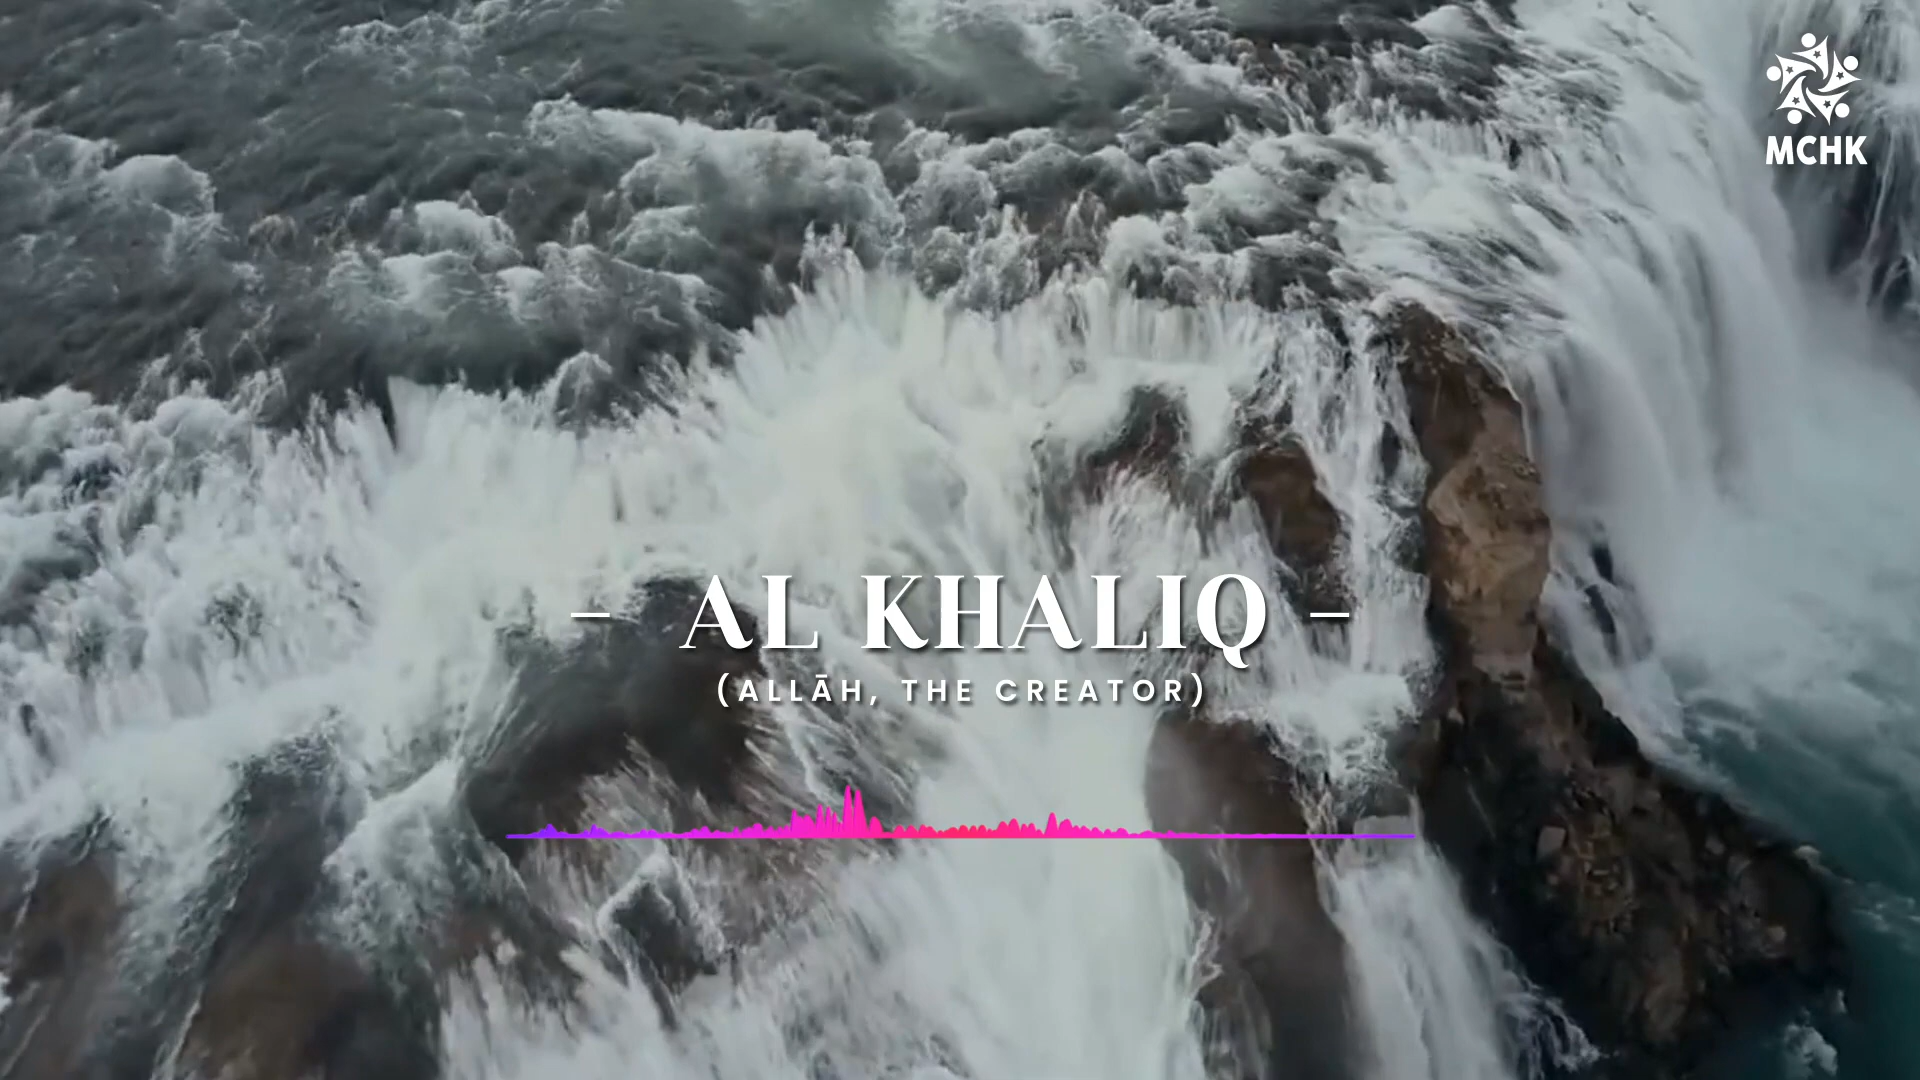 MCHK
– AL KHALIQ –
(ALLĀH, THE CREATOR)